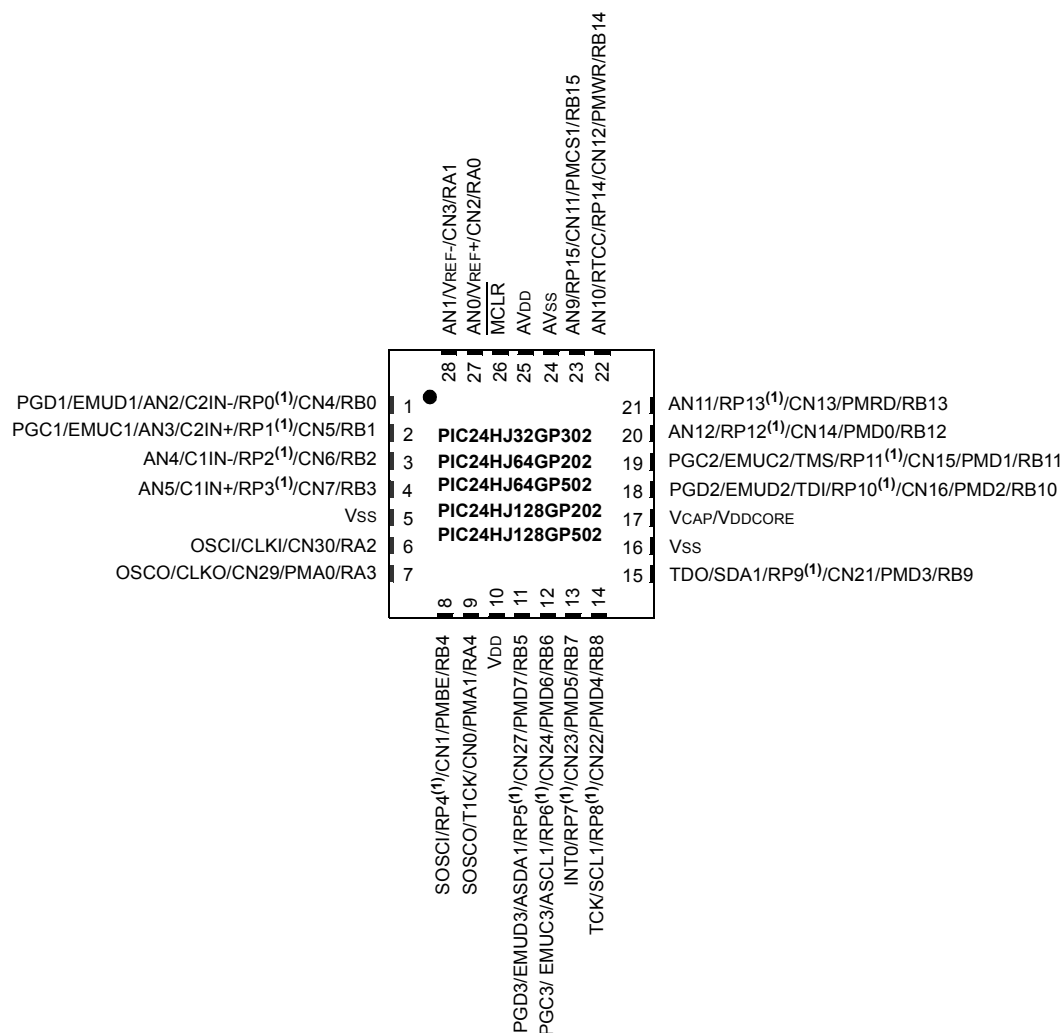 AN1/VREF-/CN3/RA1
AN0/VREF+/CN2/RA0
MCLR
AVDD
AVSS
AN9/RP15/CN11/PMCS1/RB15
AN10/RTCC/RP14/CN12/PMWR/RB14
28
27
26
25
24
23
22
PGD1/EMUD1/AN2/C2IN-/RP0(1)/CN4/RB0
PGC1/EMUC1/AN3/C2IN+/RP1(1)/CN5/RB1
AN4/C1IN-/RP2(1)/CN6/RB2
AN5/C1IN+/RP3(1)/CN7/RB3
VSS
OSCI/CLKI/CN30/RA2
OSCO/CLKO/CN29/PMA0/RA3
1
2
3
4
5
6
7
PIC24HJ32GP302
PIC24HJ64GP202
PIC24HJ64GP502
PIC24HJ128GP202
PIC24HJ128GP502
21
20
19
18
17
16
15
AN11/RP13(1)/CN13/PMRD/RB13
AN12/RP12(1)/CN14/PMD0/RB12
PGC2/EMUC2/TMS/RP11(1)/CN15/PMD1/RB11
PGD2/EMUD2/TDI/RP10(1)/CN16/PMD2/RB10
VCAP/VDDCORE
VSS
TDO/SDA1/RP9(1)/CN21/PMD3/RB9
8
9
10
11
12
13
14
SOSCI/RP4(1)/CN1/PMBE/RB4
SOSCO/T1CK/CN0/PMA1/RA4
VDD
PGD3/EMUD3/ASDA1/RP5(1)/CN27/PMD7/RB5
PGC3/ EMUC3/ASCL1/RP6(1)/CN24/PMD6/RB6
INT0/RP7(1)/CN23/PMD5/RB7
TCK/SCL1/RP8(1)/CN22/PMD4/RB8